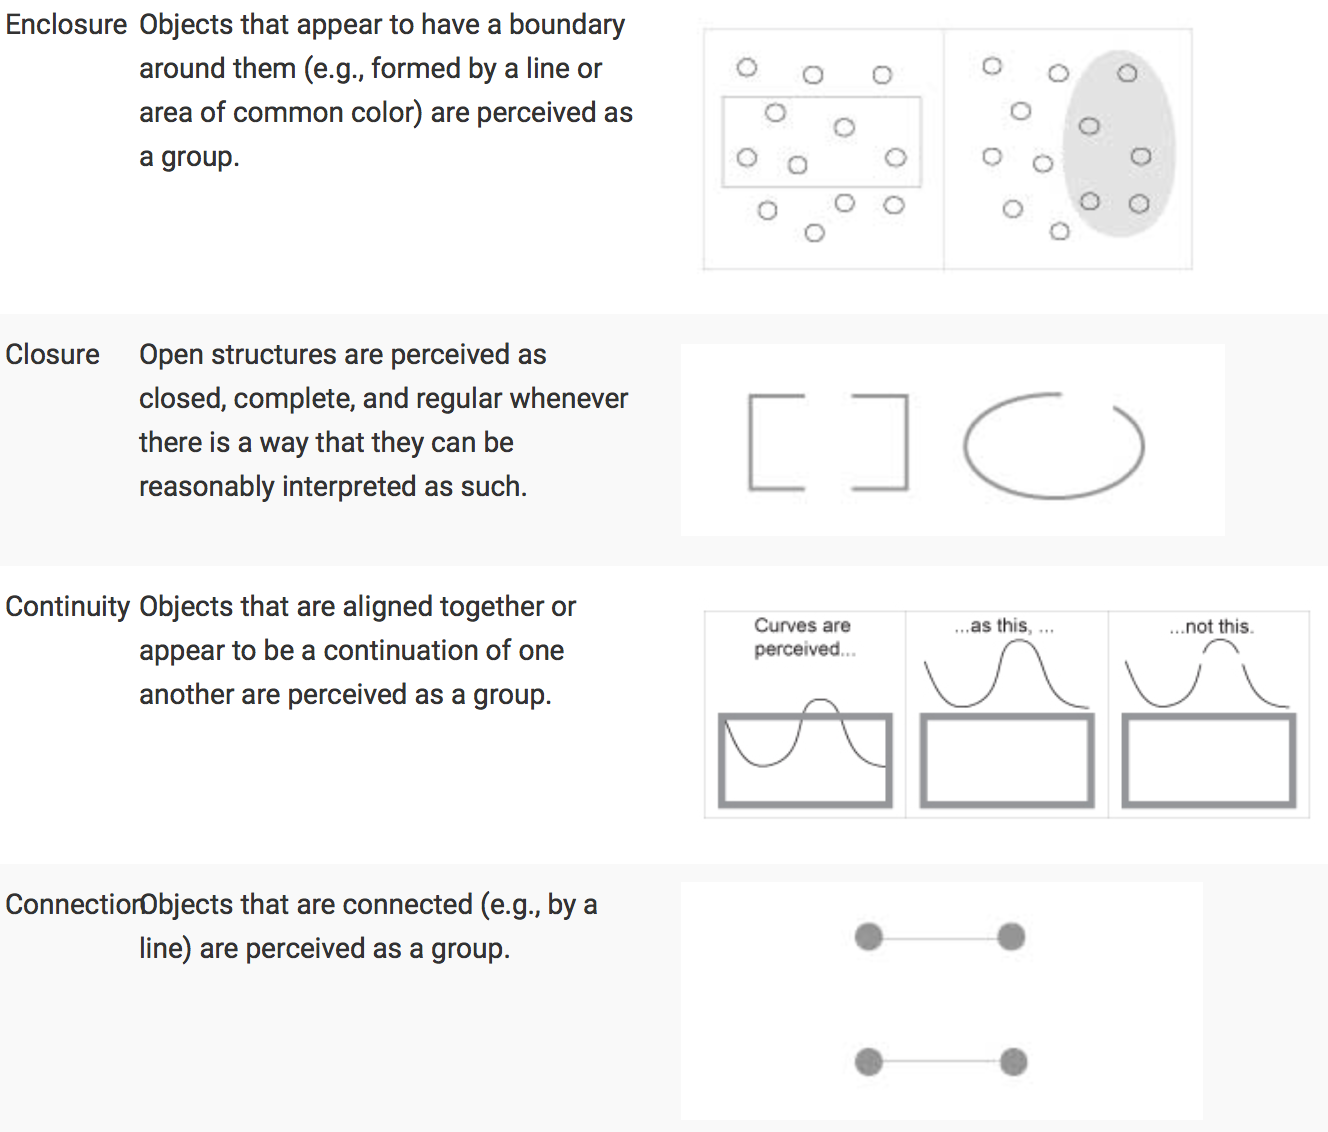 Enclosure Objects that appear to have a boundary
around them (e.g., formed by a line or
area of common color) are perceived as
a group.
Closure Open structures are perceived as
closed, complete, and regular whenever
there is a way that they can be
reasonably interpreted as such.
Continuity Objects that are aligned together or
appear to be a continuation of one
another are perceived as a group.
Curves are
perceived...
...as this, ...
...not this.
Connection Objects that are connected (e.g., by a
line) are perceived as a group.